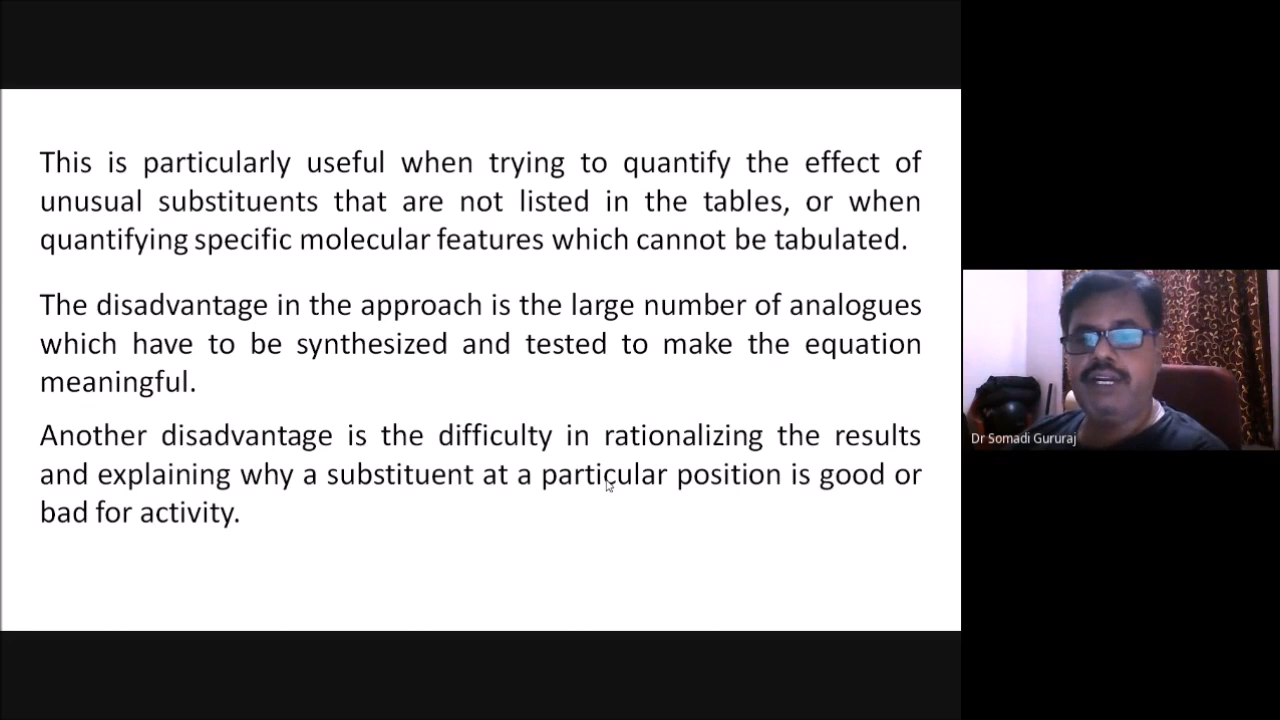 This is particularly useful when trying to quantify the effect of
unusual substituents that are not listed in the tables, or when
quantifying specific molecular features which cannot be tabulated.
The disadvantage in the approach is the large number of analogues
which have to be synthesized and tested to make the equation
meaningful.
Another disadvantage is the difficulty in rationalizing the results
and explaining why a substituent at a particular position is good or
bad for activity.
Dr Somadi Gururaj